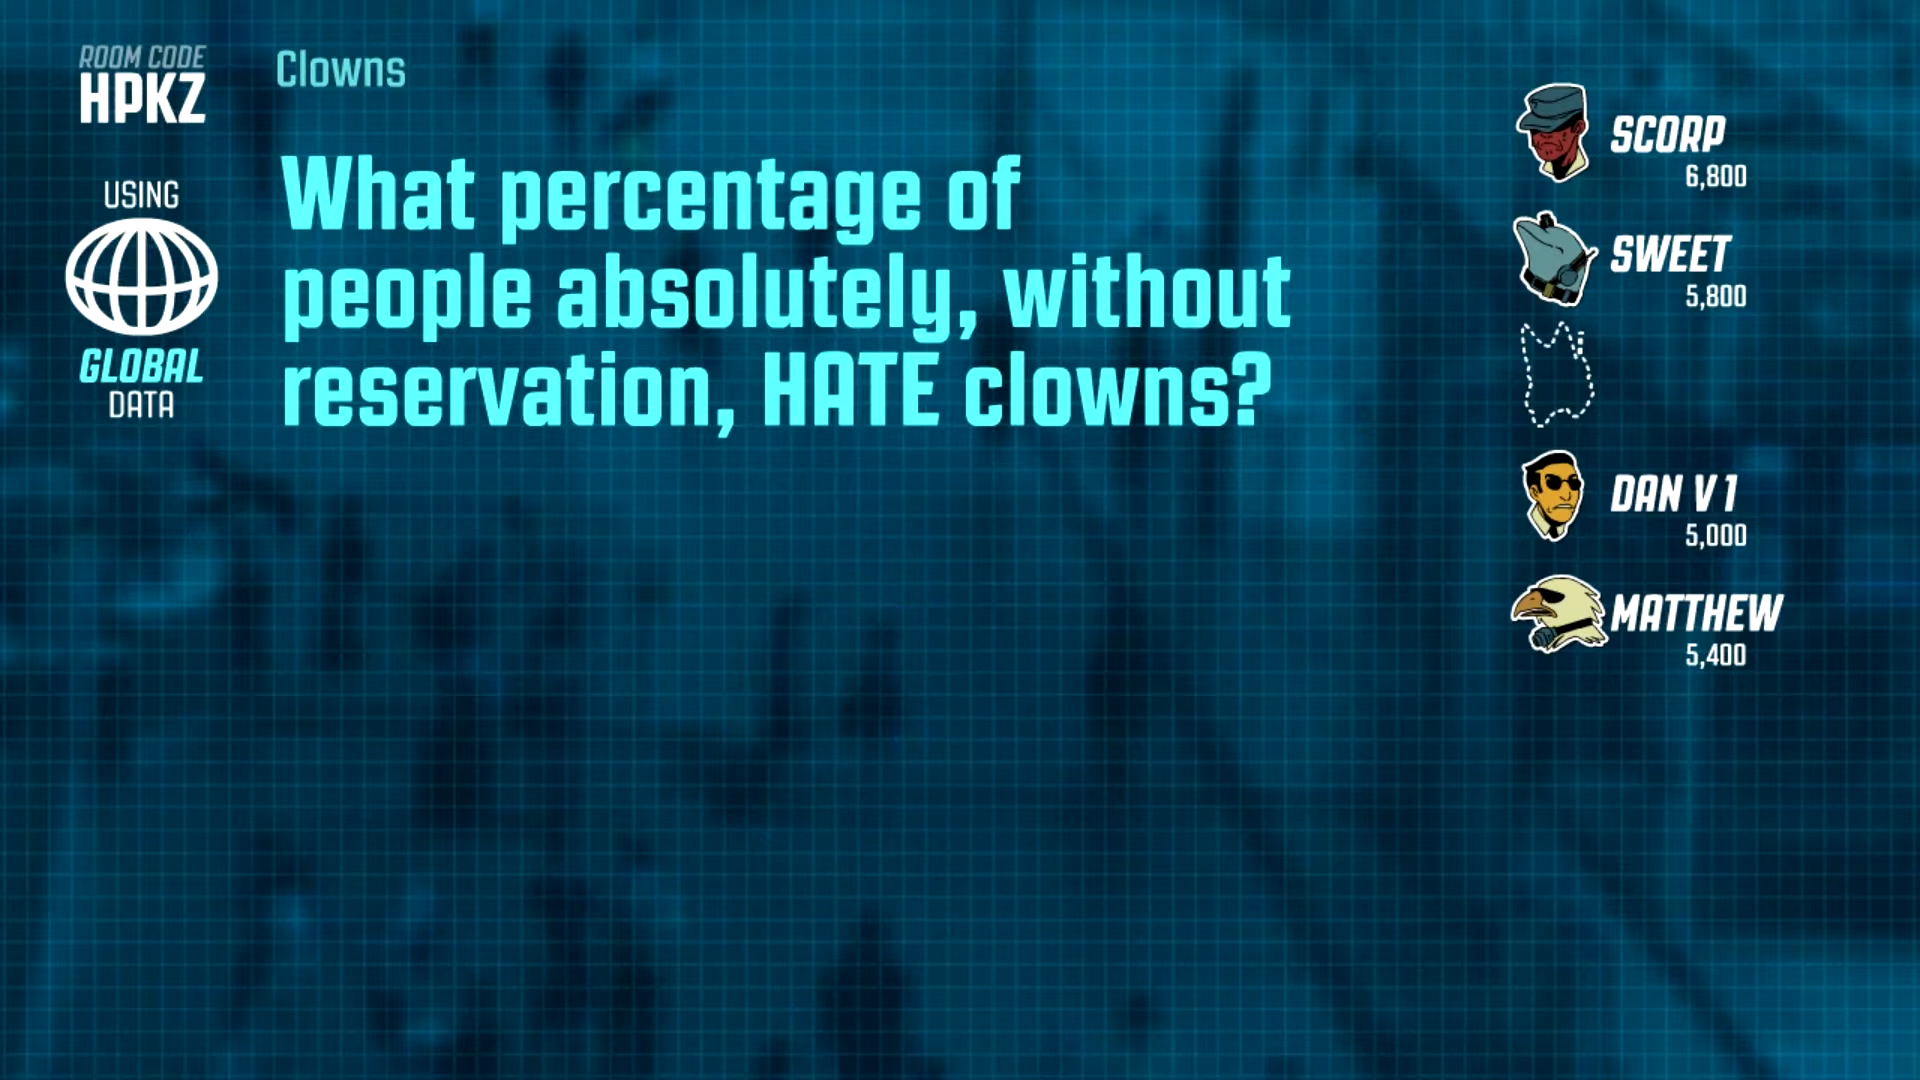 ROOM CODE
HPKZ
USING
GLOBAL
DATA
Clowns
What percentage of
people absolutely, without
reservation, HATE clowns?
SCORP
6,800
SWEET
5,800
DAN V 1
5,000
MATTHEW
5,400